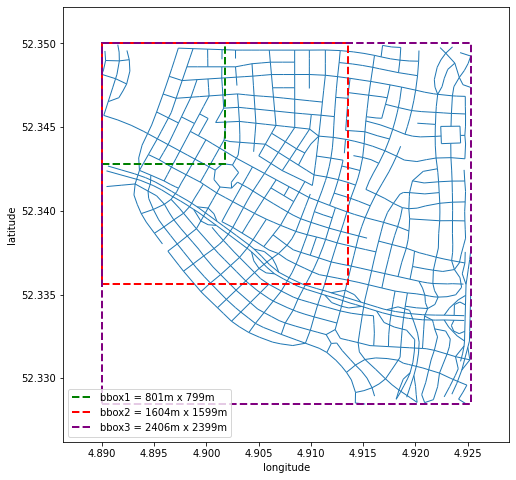 52.350
52.345
52.340
52.335
52.330
latitude
bbox1 = 801m x 799m
bbox2 = 1604m x 1599m
bbox3 = 2406m x 2399m
4.890 4.895 4.900 4.905 4.910 4.915 4.920 4.925
longitude